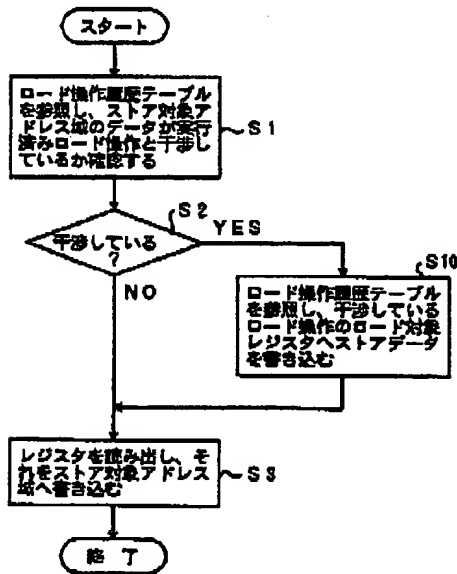 スタート
ロード操作履歴テーブル
を参照し、ストア対象ア
ドレス域のデータが実行
済みロード操作と干渉し
ているか確認する
S1
S2
干渉している
?
YES
NO
S10
ロード操作履歴テーブル
を参照し、干渉している
ロード操作のロード対象
レジスタへストアデータ
を書き込む
レジスタを読み出し、そ
れをストア対象アドレス
域へ書き込む
S3
終了